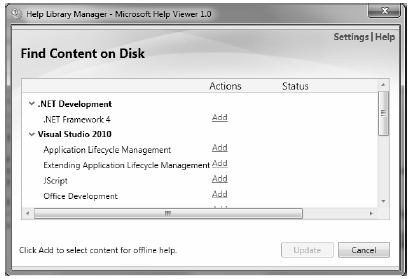 Help Library Manager - Microsoft Help Viewer 1.0
Settings | Help
Find Content on Disk
Actions Status
.NET Development
.NET Framework 4 Add
Visual Studio 2010
Application Lifecycle Management Add
Extending Application Lifecycle Management Add
JScript Add
Office Development Add
Click Add to select content for offline help.
Update Cancel